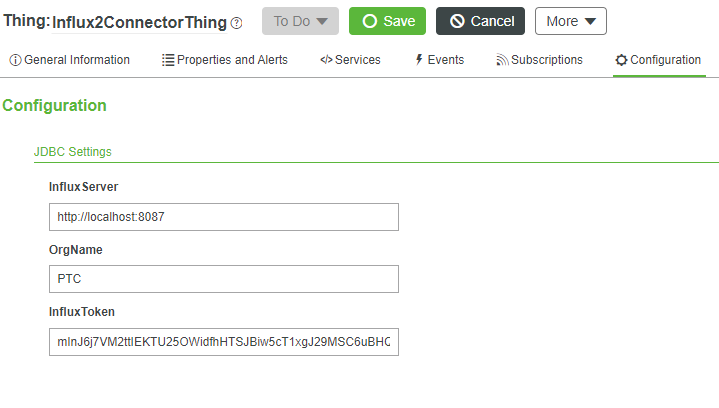 Thing: Influx2ConnectorThing
To Do Save Cancel More
General Information Properties and Alerts Services Events Subscriptions Configuration
Configuration
JDBC Settings
InfluxServer
http://localhost:8087
OrgName
PTC
InfluxToken